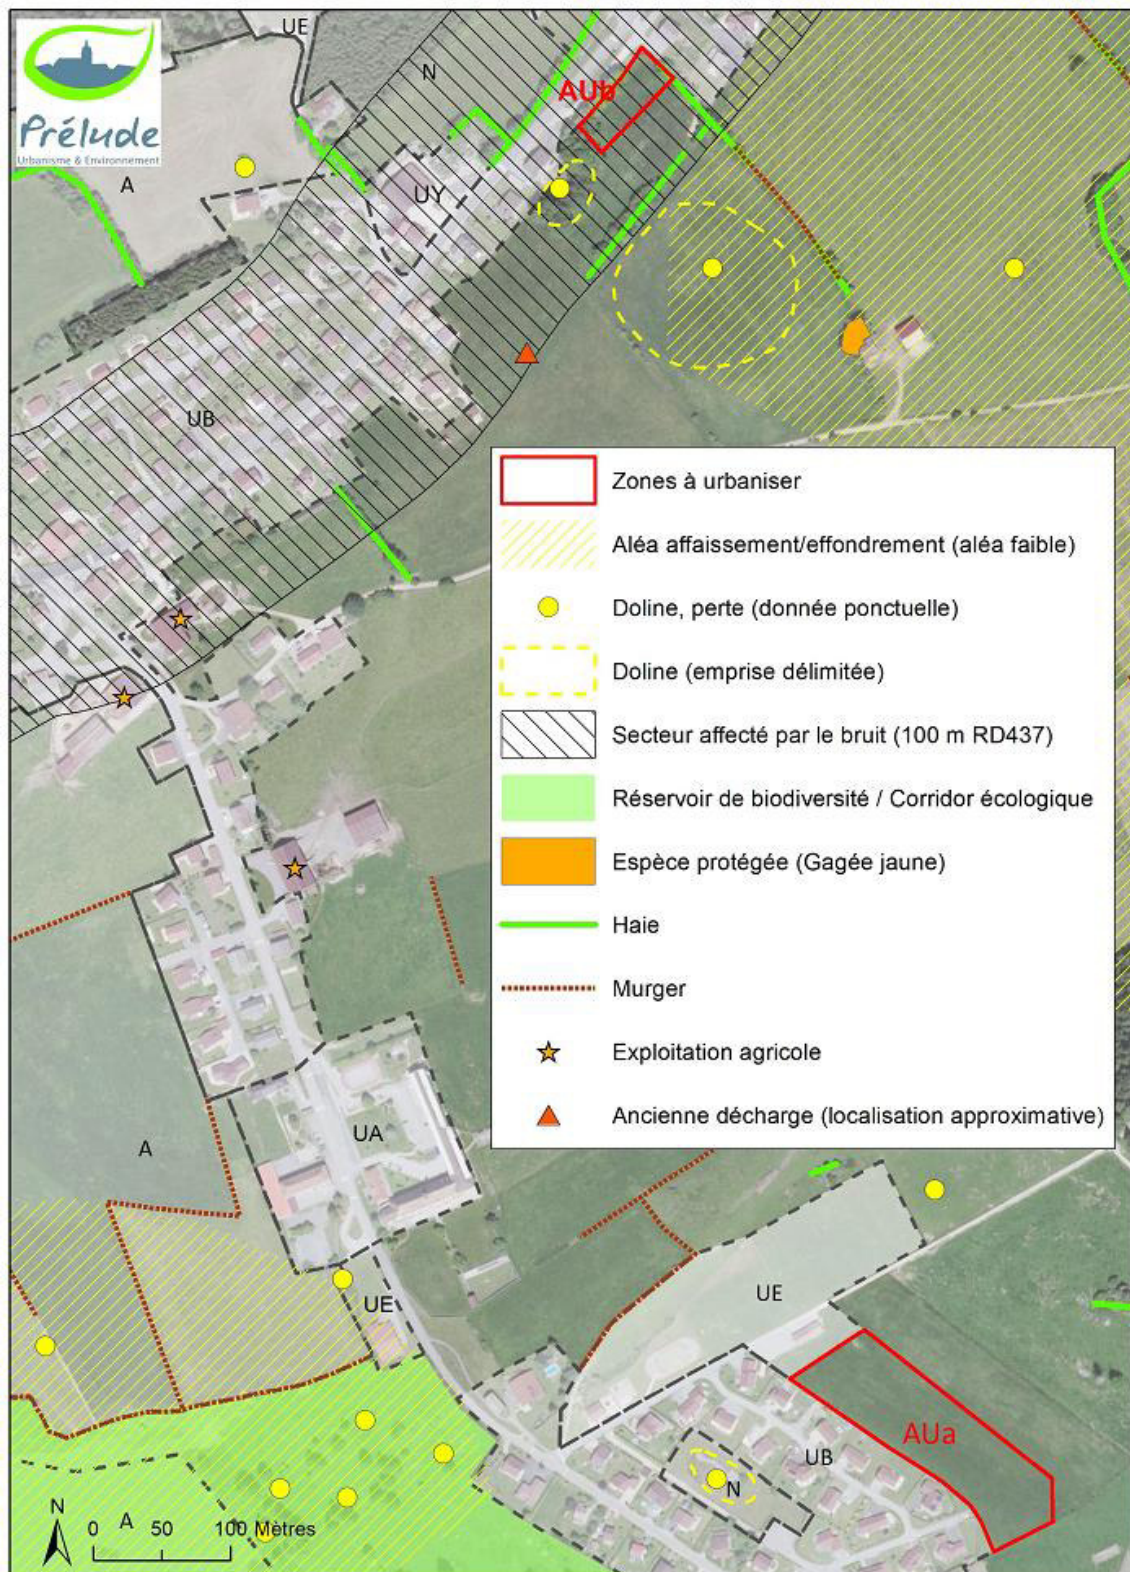 UE
N
AUb
Prélude
Urbanisme & Environnement
A
UY
UB
Zones à urbaniser
Aléa affaissement/effondrement (aléa faible)
Doline, perte (donnée ponctuelle)
Doline (emprise délimitée)
Secteur affecté par le bruit (100 m RD437)
Réservoir de biodiversité / Corridor écologique
Espèce protégée (Gagée jaune)
Haie
Murger
Exploitation agricole
Ancienne décharge (localisation approximative)
UA
A
UE
UE
AUa
UB
N
N
A
0 50 100 Mètres